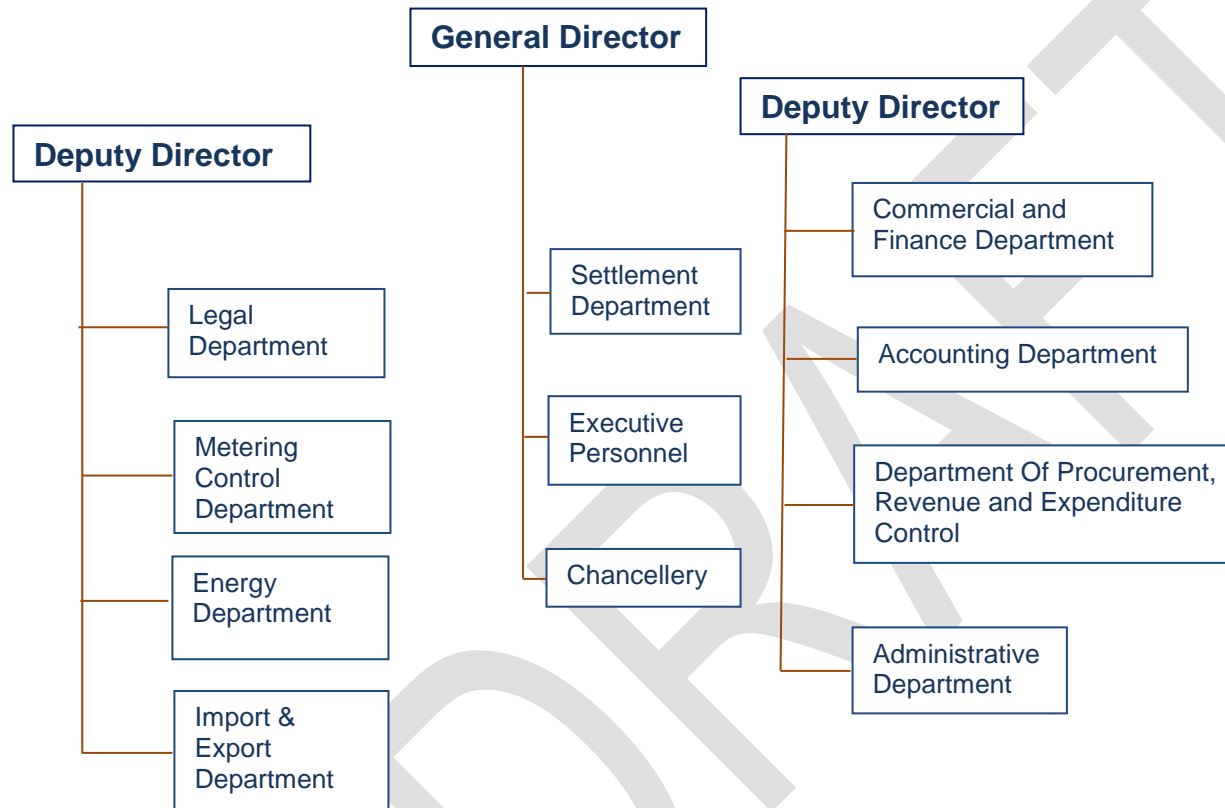 General Director
Deputy Director
Deputy Director
Legal
Department
Metering
Control
Department
Energy
Department
Import &
Export
Department
Settlement
Department
Executive
Personnel
Chancellery
Commercial and
Finance Department
Accounting Department
Department Of Procurement,
Revenue and Expenditure
Control
Administrative
Department
DRAFT